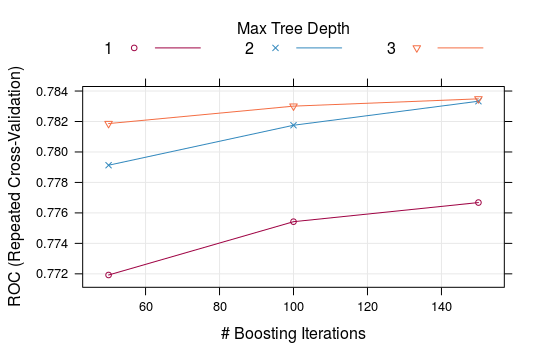 Max Tree Depth
1 2 3
ROC (Repeated Cross-Validation)
0.784
0.782
0.780
0.778
0.776
0.774
0.772
60 80 100 120 140
# Boosting Iterations